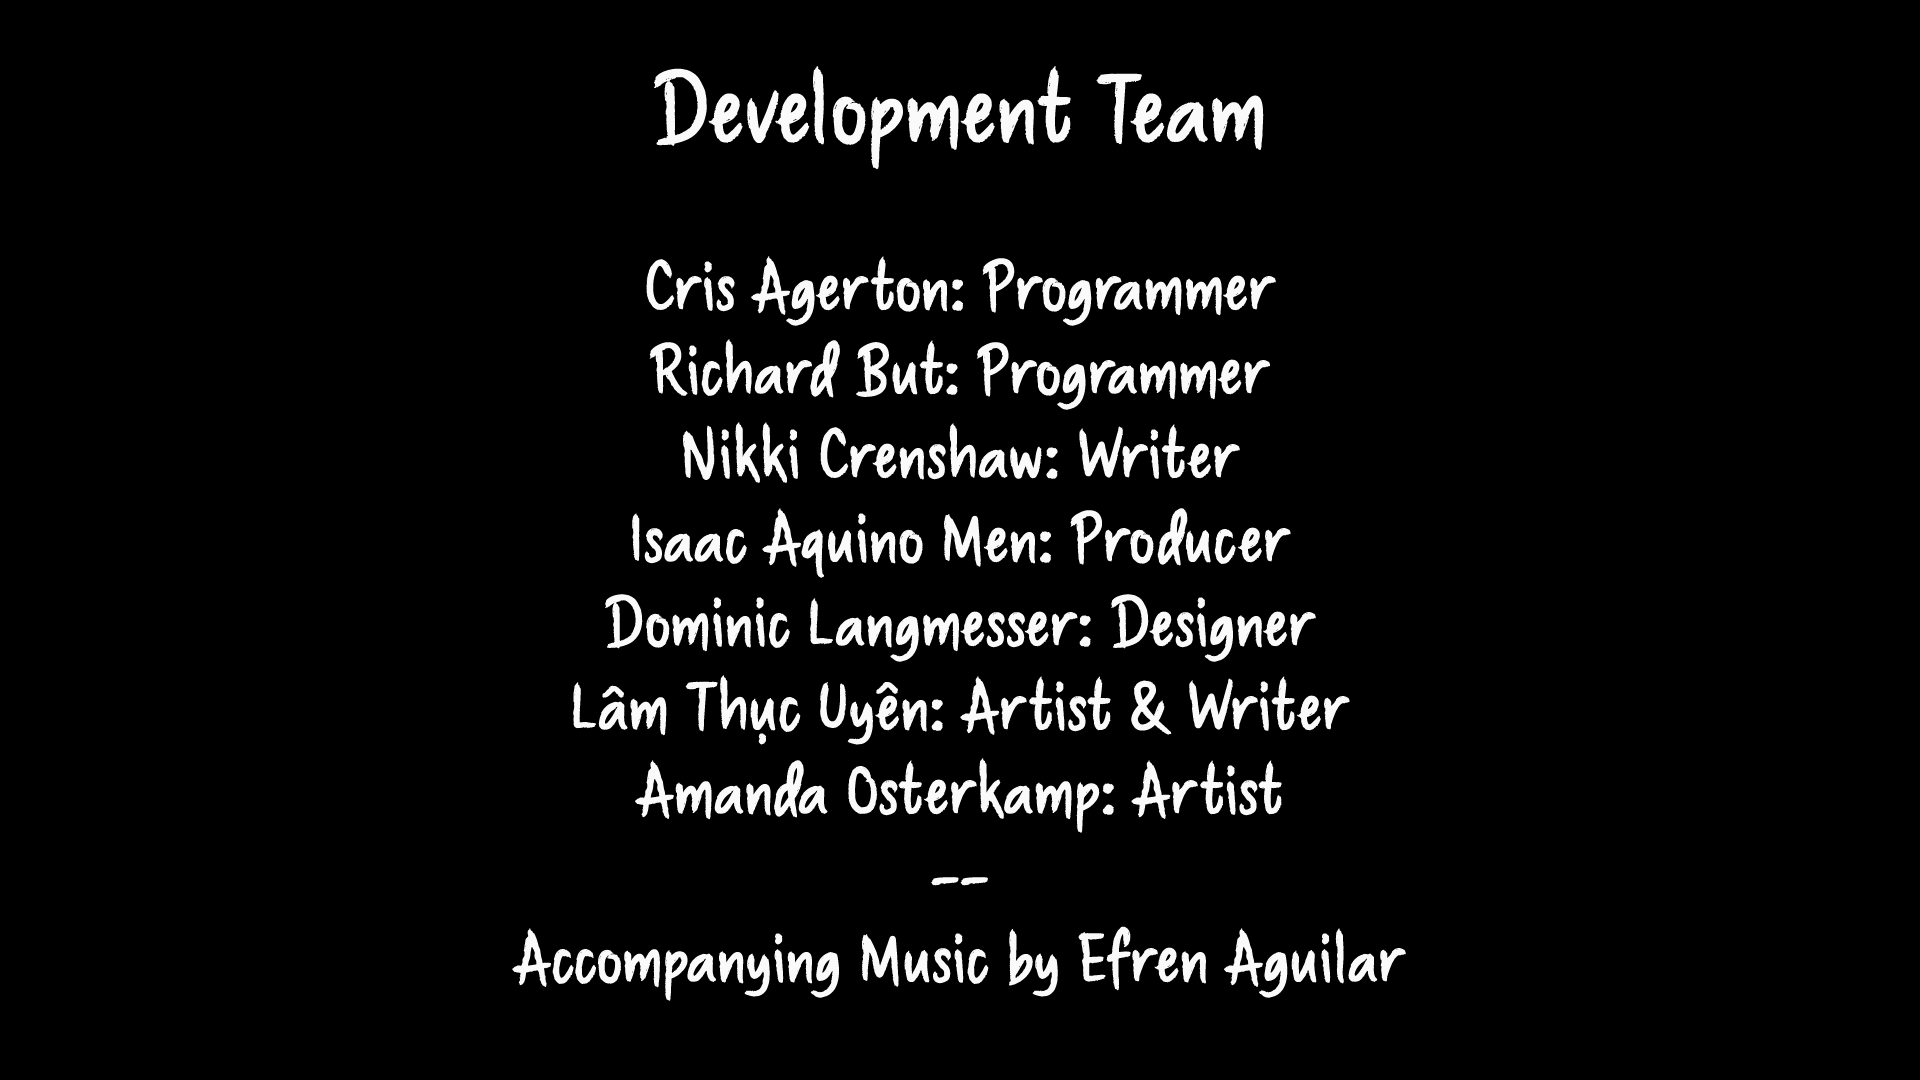 Development Team
Cris Agerton: Programmer
Richard But: Programmer
Nikki Crenshaw: Writer
Isaac Aquino Men: Producer
Dominic Langmesser: Designer
Lâm Thục Uyên: Artist & Writer
Amanda Osterkamp: Artist
--
Accompanying Music by Efren Aguilar